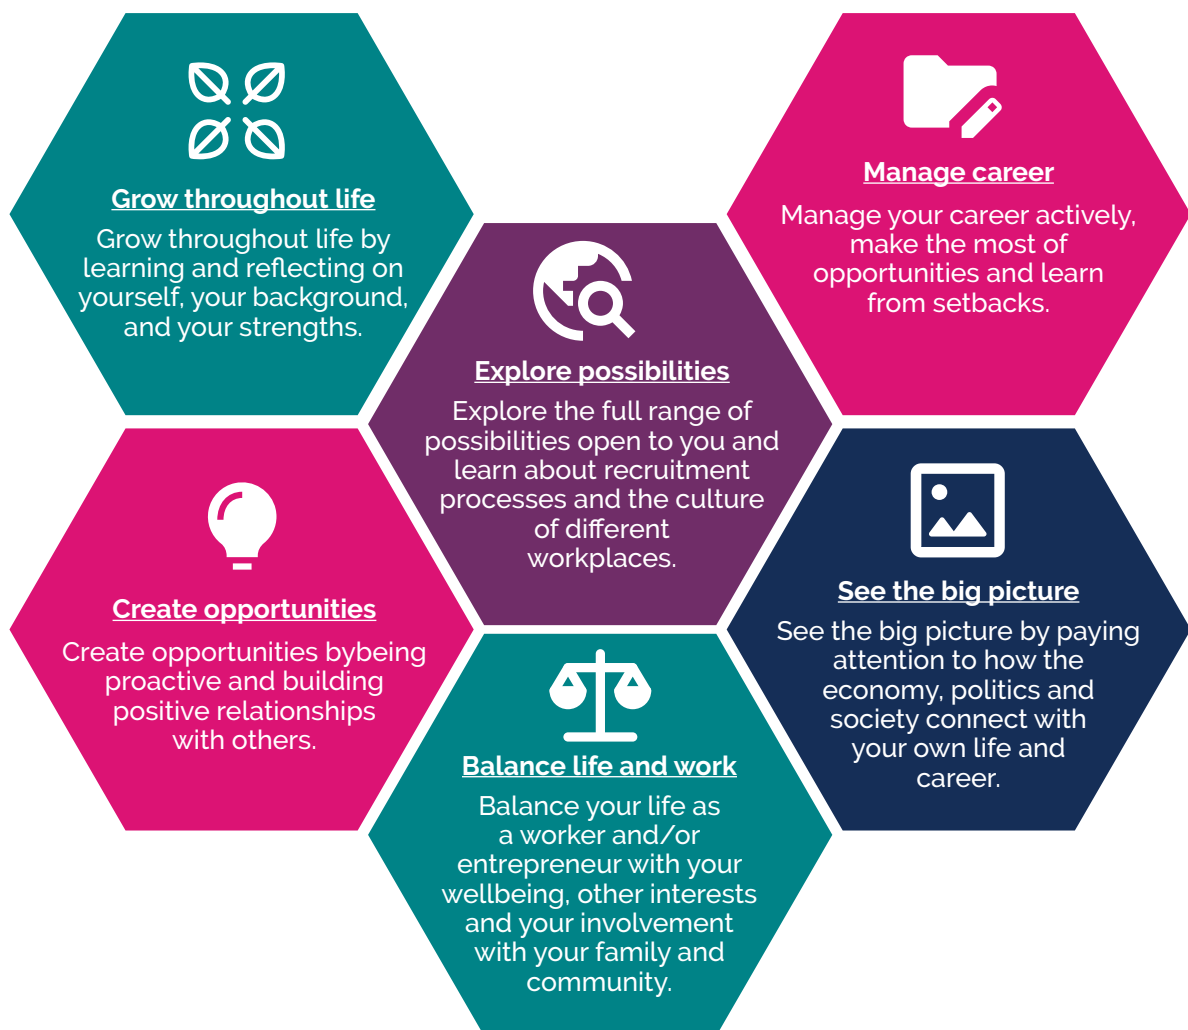 Grow throughout life
Grow throughout life by
learning and reflecting on
yourself, your background,
and your strengths.
Manage career
Manage your career actively,
make the most of
opportunities and learn
from setbacks.
Explore possibilities
Explore the full range of
possibilities open to you and
learn about recruitment
processes and the culture
of different
workplaces.
Create opportunities
Create opportunities bybeing
proactive and building
positive relationships
with others.
See the big picture
See the big picture by paying
attention to how the
economy, politics and
society connect with
your own life and
career.
Balance life and work
Balance your life as
a worker and/or
entrepreneur with your
wellbeing, other interests
and your involvement
with your family and
community.